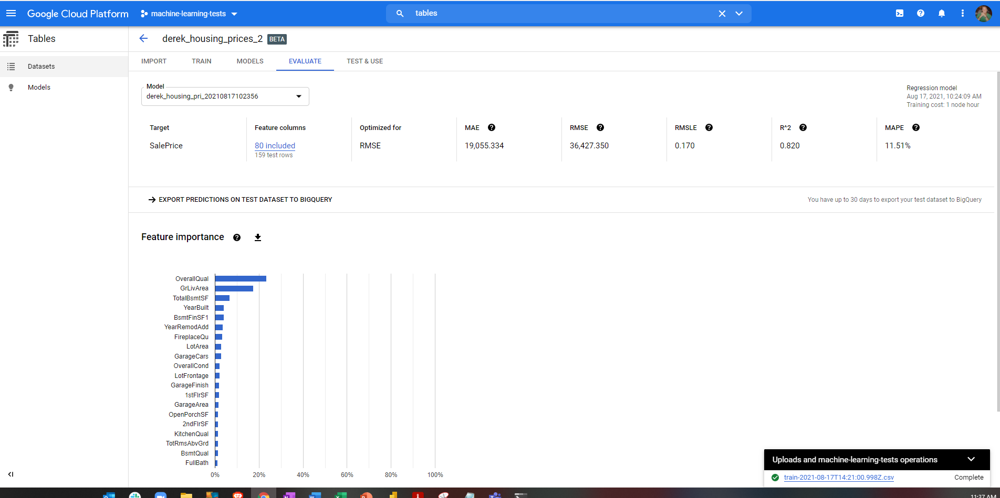 Google Cloud Platform
machine-learning-tests
tables
Tables
derek_housing_prices_2 BETA
IMPORT TRAIN MODELS EVALUATE TEST & USE
Datasets
Models
Model
derek_housing_pri_20210817102356
Regression model
Aug 17, 2021, 10:24:09 AM
Training cost: 1 node hour
Target Feature columns Optimized for MAE RMSE RMSLE R^2 MAPE
SalePrice 80 included RMSE 19,055.334 36,427.350 0.170 0.820 11.51%
159 test rows
EXPORT PREDICTIONS ON TEST DATASET TO BIGQUERY
You have up to 30 days to export your test dataset to BigQuery
Feature importance
OverallQual
GrLivArea
TotalBsmtSF
YearBuilt
BsmtFinSF1
YearRemodAdd
FireplaceQu
LotArea
GarageCars
OverallCond
LotFrontage
GarageFinish
1stFlrSF
GarageArea
OpenPorchSF
2ndFlrSF
KitchenQual
TotRmsAbvGrd
BsmtQual
FullBath
0% 20% 40% 60% 80% 100%
Uploads and machine-learning-tests operations
train-2021-08-17T14:21:00.998Z.csv Complete
11:37 AM